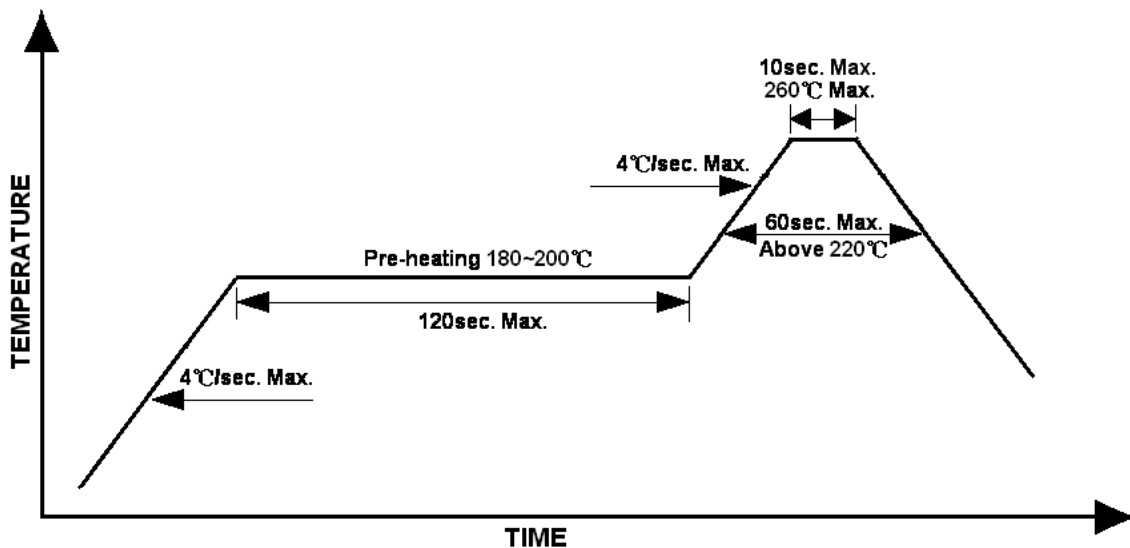 10sec. Max.
260℃ Max.
4℃/sec. Max.
60sec. Max.
Above 220℃
Pre-heating 180~200℃
120sec. Max.
4℃/sec. Max.
TEMPERATURE
TIME